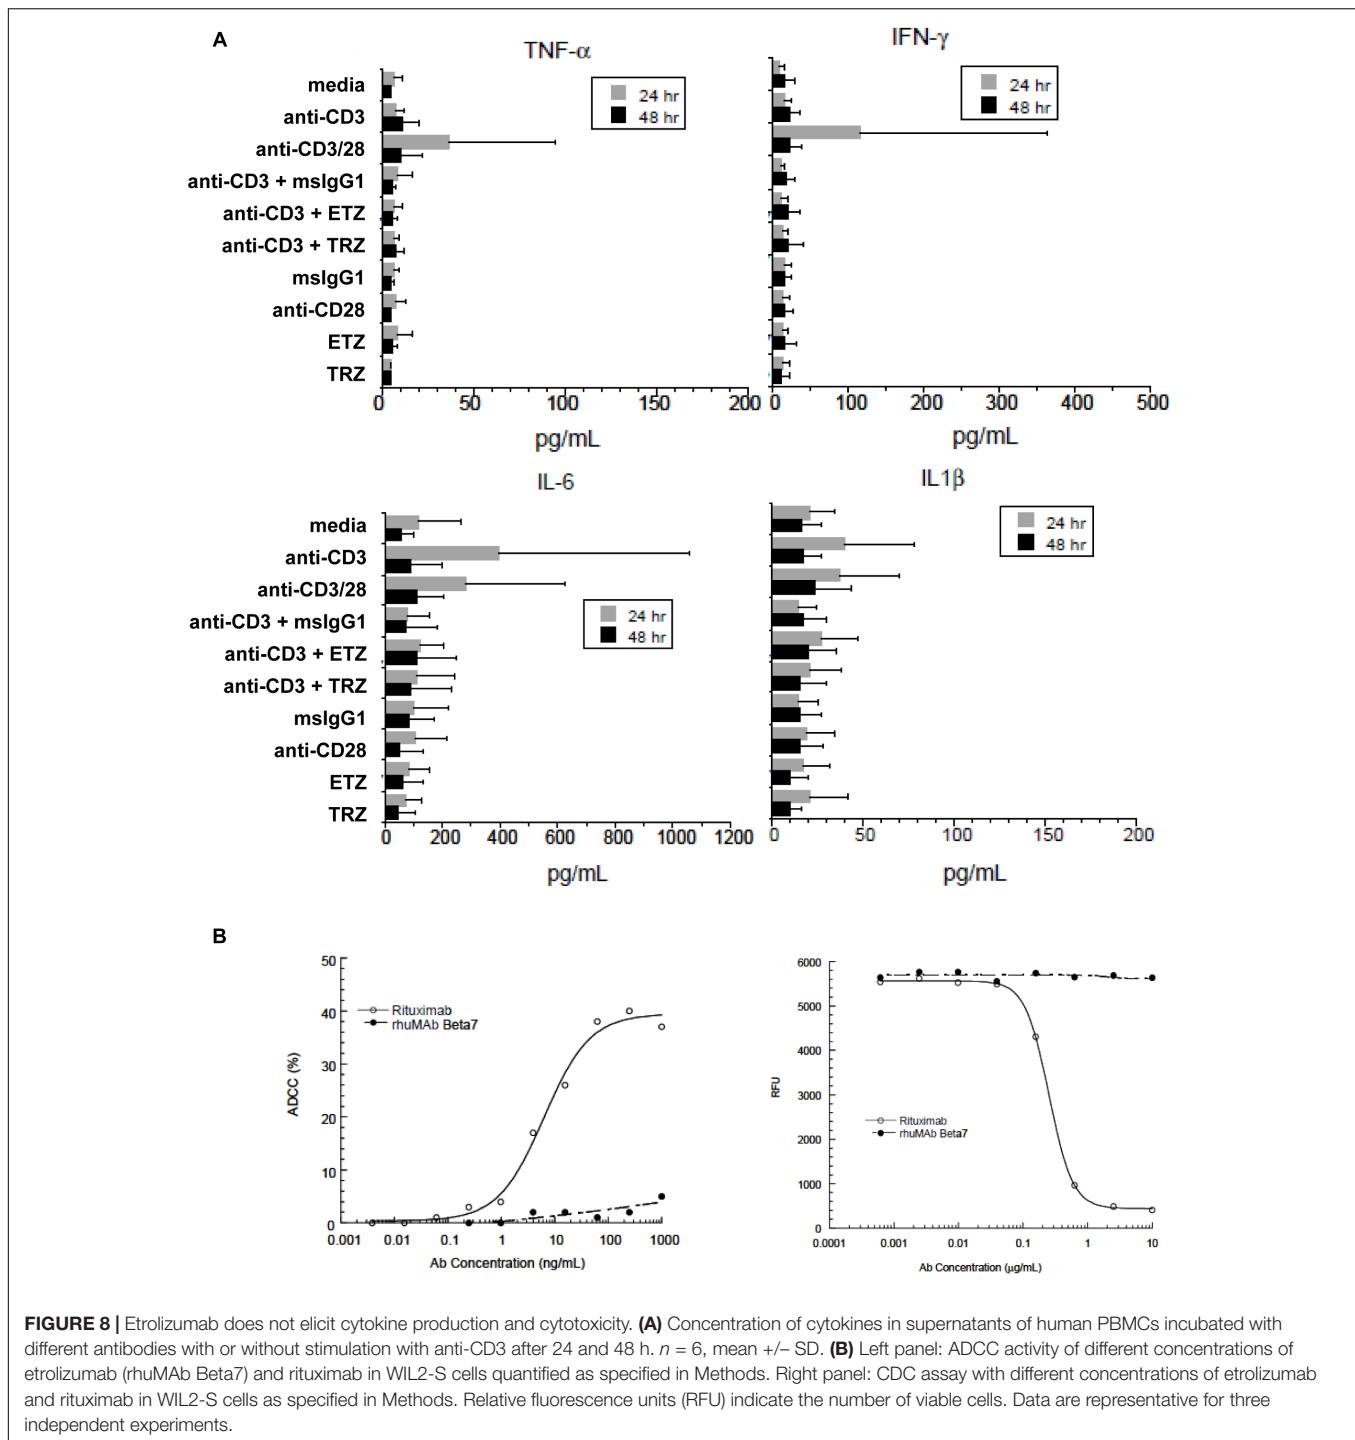 A
TNF-α
media
anti-CD3
anti-CD3/28
anti-CD3 + msIgG1
anti-CD3 + ETZ
anti-CD3 + TRZ
msIgG1
anti-CD28
ETZ
TRZ
24 hr
48 hr
0 50 100 150 200
pg/mL
IFN-γ
24 hr
48 hr
0 100 200 300 400 500
pg/mL
IL-6
media
anti-CD3
anti-CD3/28
anti-CD3 + msIgG1
anti-CD3 + ETZ
anti-CD3 + TRZ
msIgG1
anti-CD28
ETZ
TRZ
24 hr
48 hr
0 200 400 600 800 1000 1200
pg/mL
IL1β
24 hr
48 hr
0 50 100 150 200
pg/mL
B
50
40
30
20
10
0
ADCC (%)
Rituximab
rhuMAb Beta7
0.001 0.01 0.1 1 10 100 1000
Ab Concentration (ng/mL)
6000
5000
4000
3000
2000
1000
0
RFU
Rituximab
rhuMAb Beta7
0.0001 0.001 0.01 0.1 1 10
Ab Concentration (µg/mL)
FIGURE 8 | Etrolizumab does not elicit cytokine production and cytotoxicity. (A) Concentration of cytokines in supernatants of human PBMCs incubated with
different antibodies with or without stimulation with anti-CD3 after 24 and 48 h. n = 6, mean +/– SD. (B) Left panel: ADCC activity of different concentrations of
etrolizumab (rhuMAb Beta7) and rituximab in WIL2-S cells quantified as specified in Methods. Right panel: CDC assay with different concentrations of etrolizumab
and rituximab in WIL2-S cells as specified in Methods. Relative fluorescence units (RFU) indicate the number of viable cells. Data are representative for three
independent experiments.